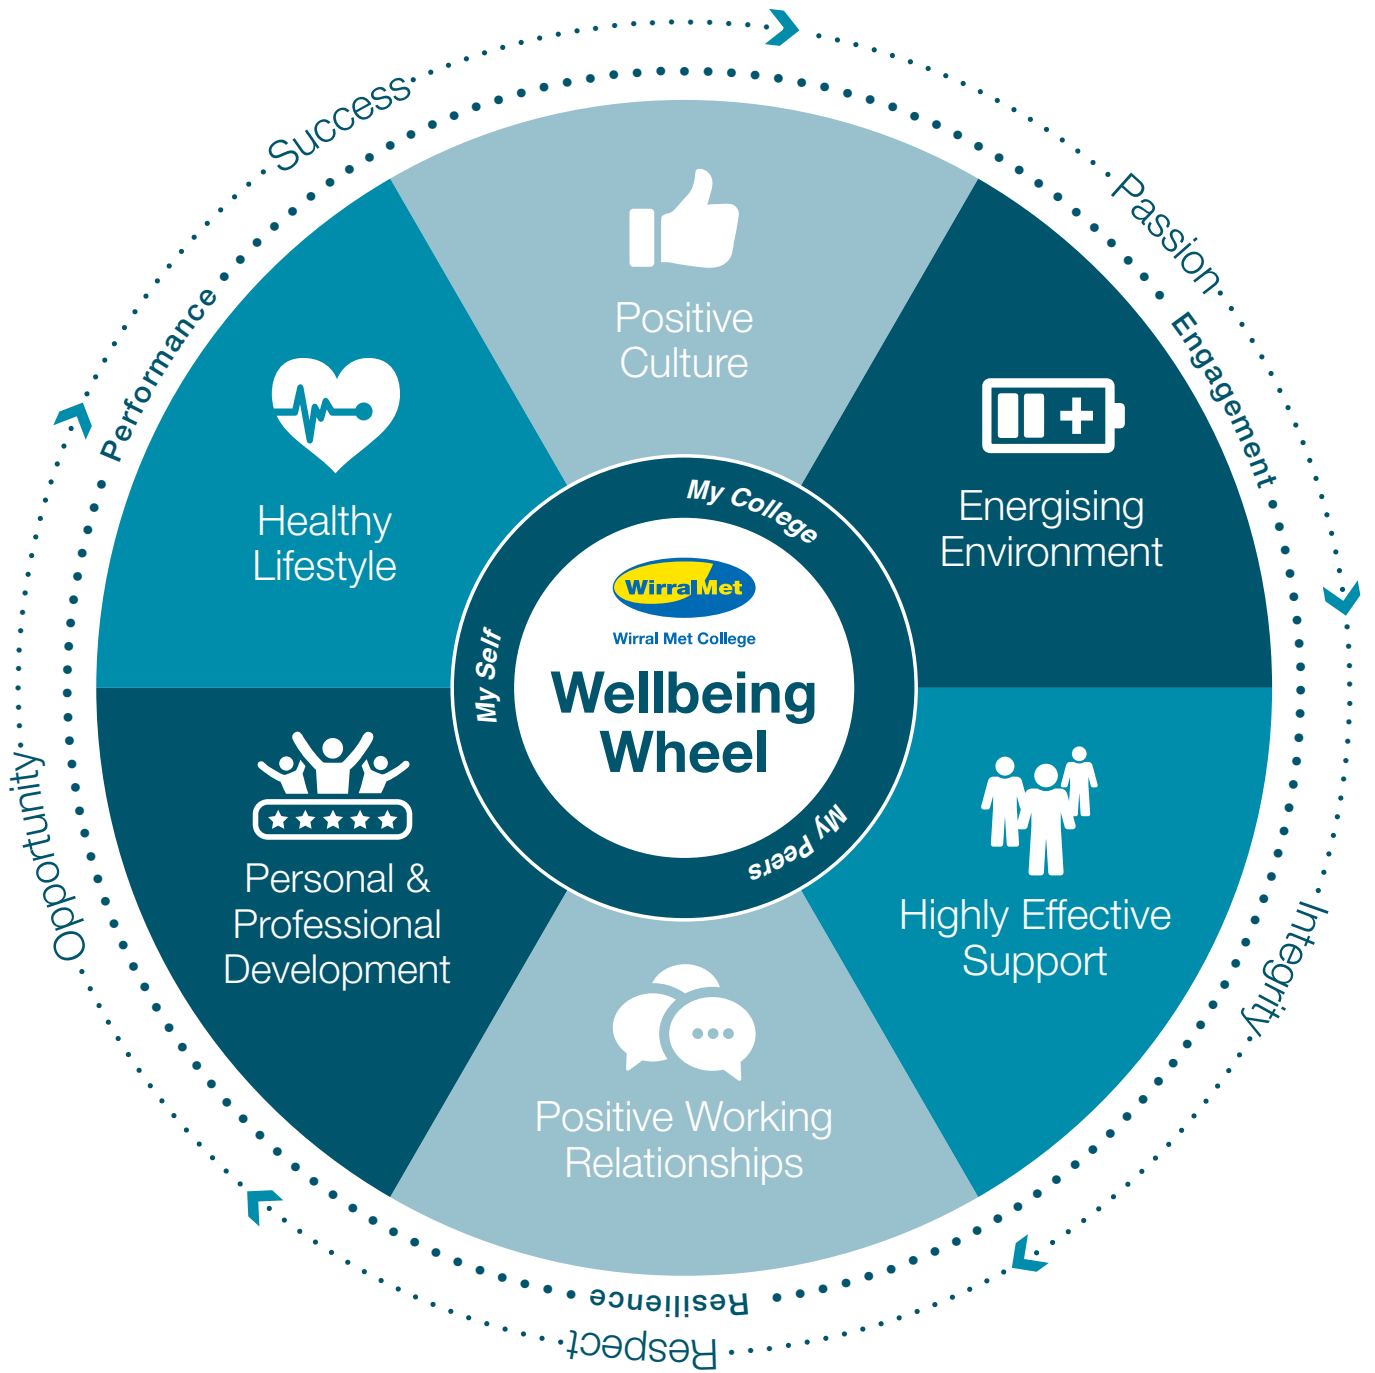 Success
Passion
Integrity
Respect
Opportunity
Performance
Engagement
Resilience
Positive
Culture
Energising
Environment
Highly Effective
Support
Positive Working
Relationships
Personal &
Professional
Development
Healthy
Lifestyle
My College
My Peers
My Self
WirralMet
Wirral Met College
Wellbeing
Wheel